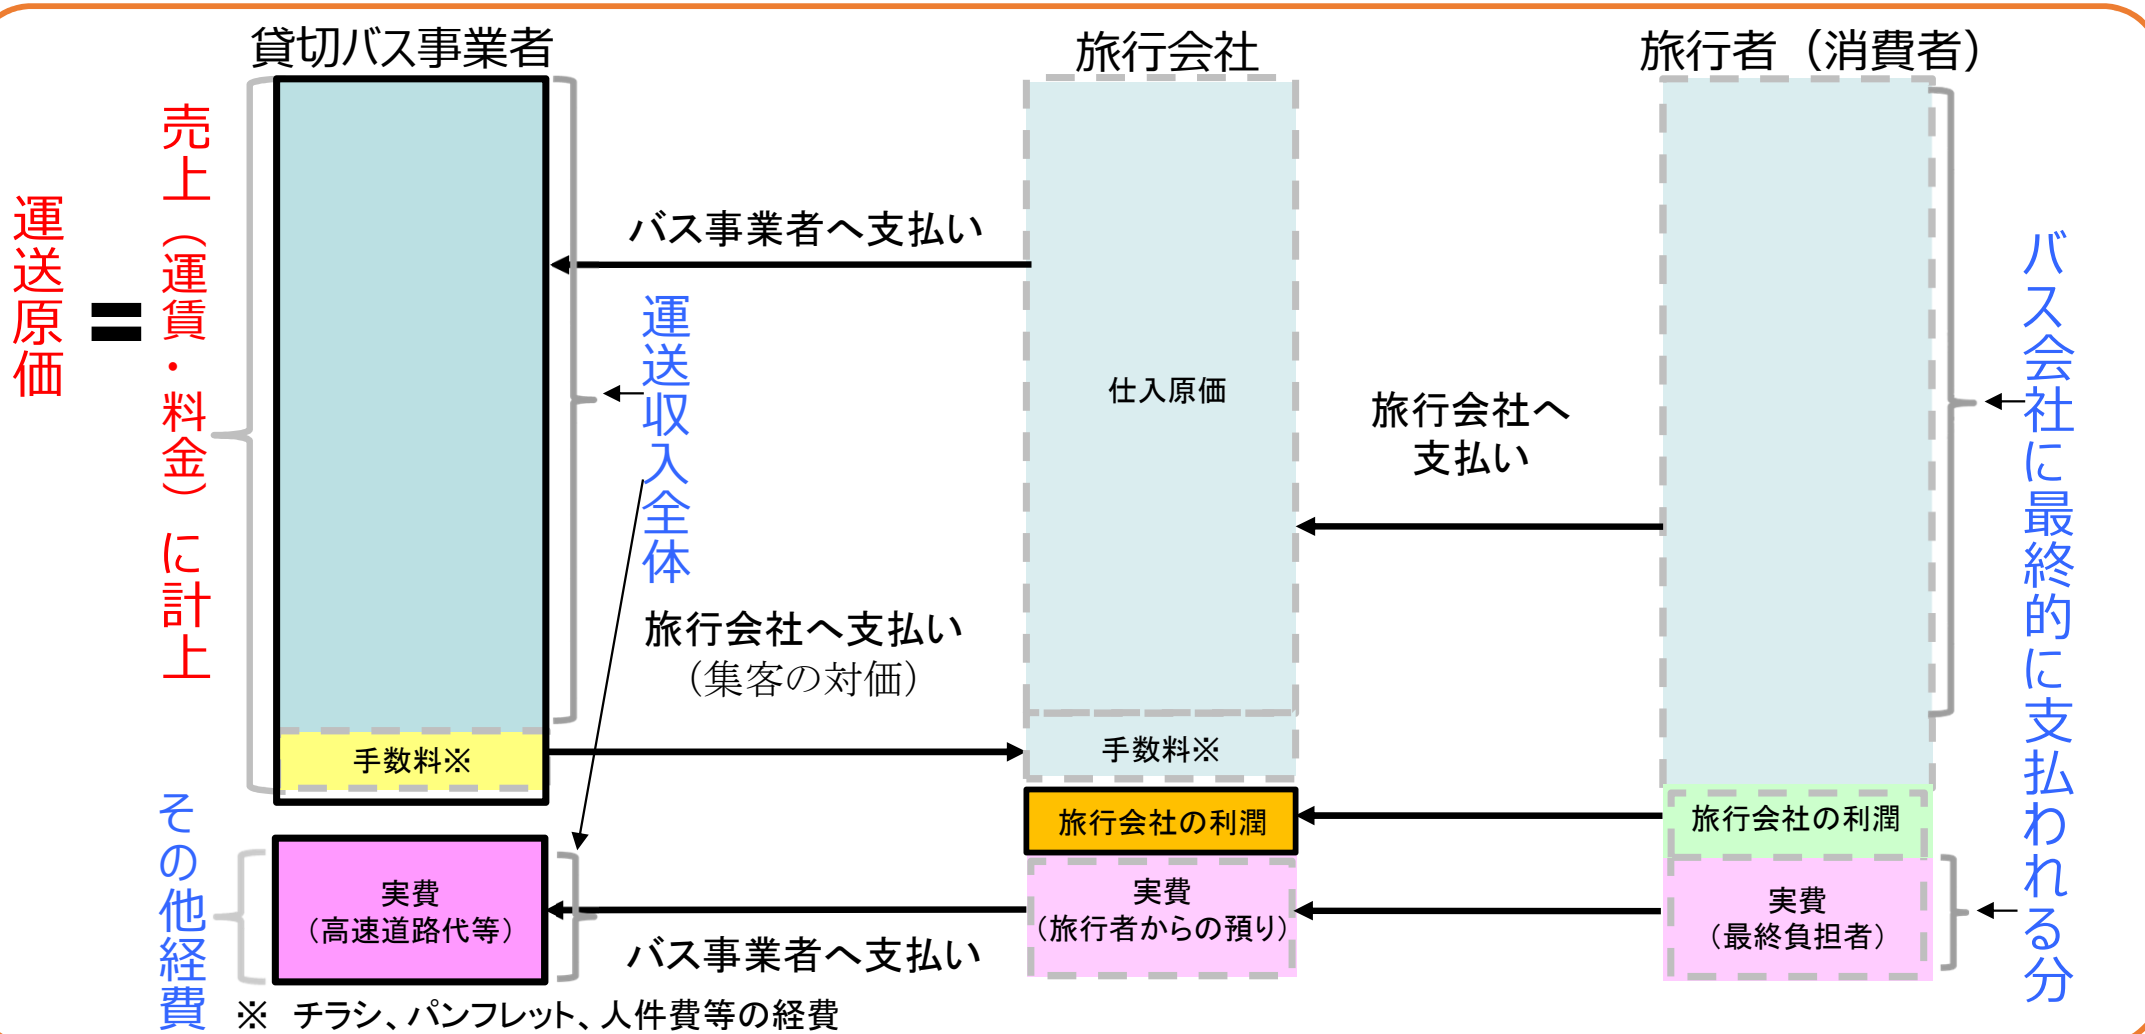 貸切バス事業者
旅行会社
旅行者（消費者）
運送原価
＝
売上（運賃・料金）に計上
バス事業者へ支払い
運送収入全体
仕入原価
旅行会社へ
支払い
バス会社に最終的に支払われる分
旅行会社へ支払い
（集客の対価）
手数料※
手数料※
旅行会社の利潤
旅行会社の利潤
その他経費
実費
（高速道路代等）
バス事業者へ支払い
実費
（旅行者からの預り）
実費
（最終負担者）
※　チラシ、パンフレット、人件費等の経費